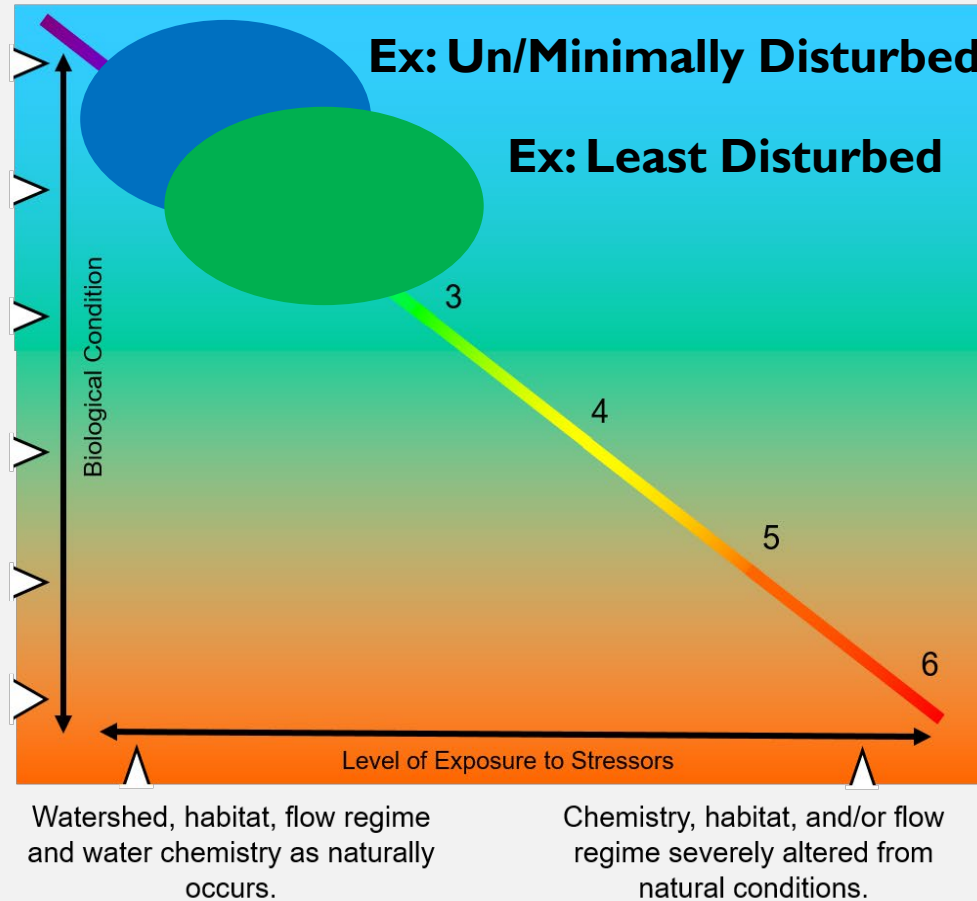 Ex: Un/Minimally Disturbed
Ex: Least Disturbed
Biological Condition
3
4
5
6
Level of Exposure to Stressors
Watershed, habitat, flow regime
and water chemistry as naturally
occurs.
Chemistry, habitat, and/or flow
regime severely altered from
natural conditions.